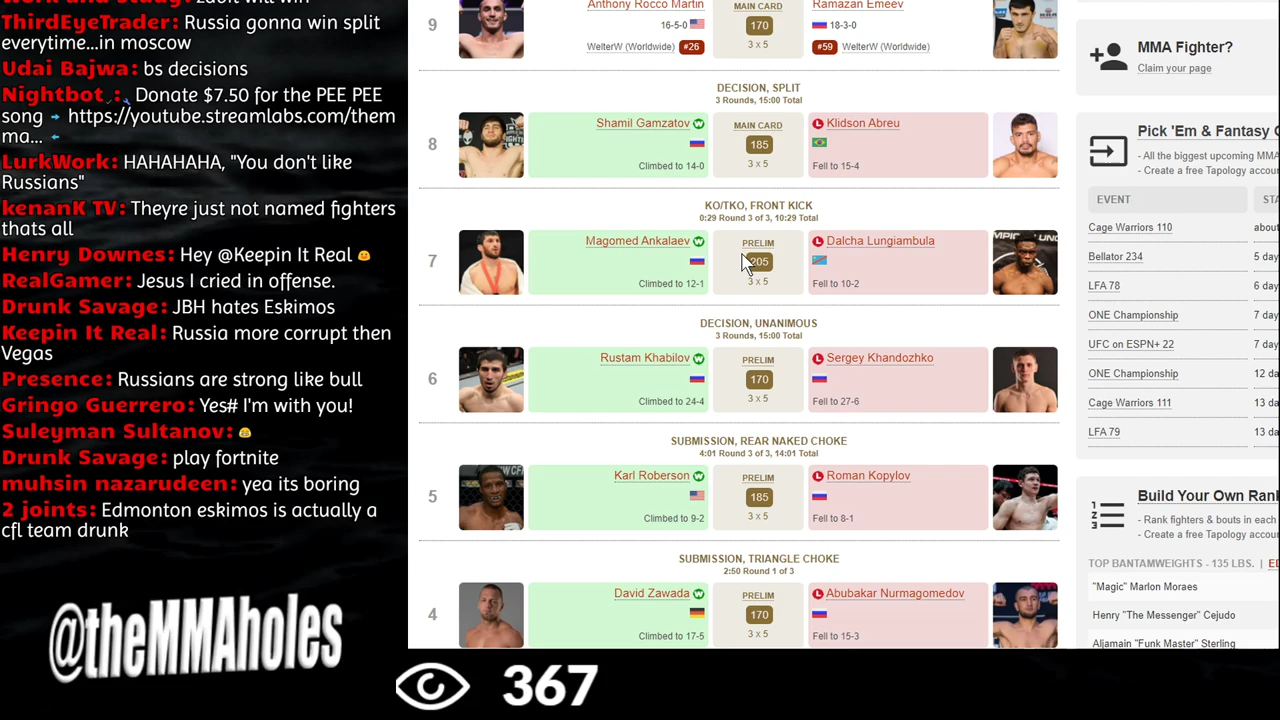 Work and Study: zabit will win
ThirdEyeTrader: Russia gonna win split
everytime...in moscow
Udai Bajwa: bs decisions
Nightbot: Donate $7.50 for the PEE PEE
song https://youtube.streamlabs.com/them
ma...
LurkWork: HAHAHAHA, "You don't like
Russians"
kenanK TV: Theyre just not named fighters
thats all
Henry Downes: Hey @Keepin It Real
RealGamer: Jesus I cried in offense.
Drunk Savage: JBH hates Eskimos
Keepin It Real: Russia more corrupt then
Vegas
Presence: Russians are strong like bull
Gringo Guerrero: Yes# I'm with you!
Suleyman Sultanov:
Drunk Savage: play fortnite
muhsin nazarudeen: yea its boring
2 joints: Edmonton eskimos is actually a
cfl team drunk
@theMMAholes
367
9
Anthony Rocco Martin
16-5-0
WelterW (Worldwide) #26
MAIN CARD
170
3 x 5
Ramazan Emeev
18-3-0
#59 WelterW (Worldwide)
DECISION, SPLIT
3 Rounds, 15:00 Total
8
Shamil Gamzatov W
Climbed to 14-0
MAIN CARD
185
3 x 5
L Klidson Abreu
Fell to 15-4
KO/TKO, FRONT KICK
0:29 Round 3 of 3, 10:29 Total
7
Magomed Ankalaev W
Climbed to 12-1
PRELIM
205
3 x 5
L Dalcha Lungiambula
Fell to 10-2
DECISION, UNANIMOUS
3 Rounds, 15:00 Total
6
Rustam Khabilov W
Climbed to 24-4
PRELIM
170
3 x 5
L Sergey Khandozhko
Fell to 27-6
SUBMISSION, REAR NAKED CHOKE
4:01 Round 3 of 3, 14:01 Total
5
Karl Roberson W
Climbed to 9-2
PRELIM
185
3 x 5
L Roman Kopylov
Fell to 8-1
SUBMISSION, TRIANGLE CHOKE
2:50 Round 1 of 3
4
David Zawada W
Climbed to 17-5
PRELIM
170
3 x 5
L Abubakar Nurmagomedov
Fell to 15-3
MMA Fighter?
Claim your page
Pick 'Em & Fantasy
- All the biggest upcoming MMA
- Create a free Tapology accou
EVENT STA
Cage Warriors 110 about
Bellator 234 5 day
LFA 78 6 day
ONE Championship 7 day
UFC on ESPN+ 22 7 day
ONE Championship 12 da
Cage Warriors 111 13 da
LFA 79 13 da
Build Your Own Rank
- Rank fighters & bouts in each
- Create a free Tapology accoun
TOP BANTAMWEIGHTS - 135 LBS. | ED
"Magic" Marlon Moraes
Henry "The Messenger" Cejudo
Aljamain "Funk Master" Sterling